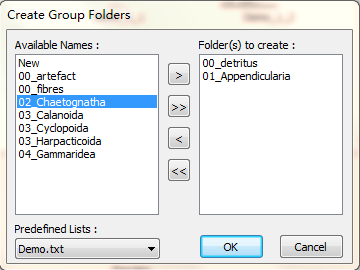 Create Group Folders
Available Names :
New
00_artefact
00_fibres
02_Chaetognatha
03_Calanoida
03_Cyclopoida
03_Harpacticoida
04_Gammaridea
>
>>
<
<<
Folder(s) to create :
00_detritus
01_Appendicularia
Predefined Lists :
Demo.txt
OK
Cancel